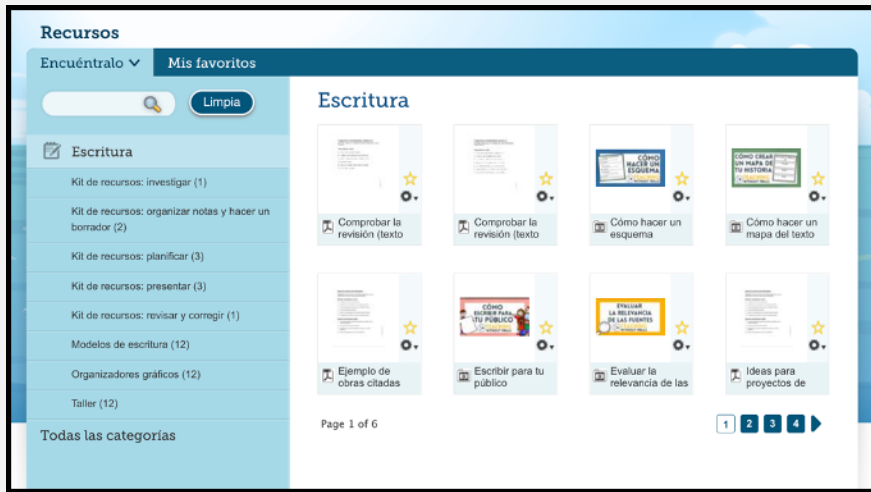 Recursos
Encuéntralo
Mis favoritos
Limpia
Escritura
Kit de recursos: investigar (1)
Kit de recursos: organizar notas y hacer un
borrador (2)
Kit de recursos: planificar (3)
Kit de recursos: presentar (3)
Kit de recursos: revisar y corregir (1)
Modelos de escritura (12)
Organizadores gráficos (12)
Taller (12)
Todas las categorías
Escritura
Comprobar la
revisión (texto
Comprobar la
revisión (texto
CÓMO
HACER UN
ESQUEMA
Cómo hacer un
esquema
CÓMO CREAR
UN MAPA DE
TU HISTORIA
Cómo hacer un
mapa del texto
Ejemplo de
obras citadas
CÓMO
ESCRIBIR PARA
TU PÚBLICO
Escribir para tu
público
EVALUAR
LA RELEVANCIA
DE LAS FUENTES
Evaluar la
relevancia de las
Ideas para
proyectos de
Page 1 of 6
1 2 3 4